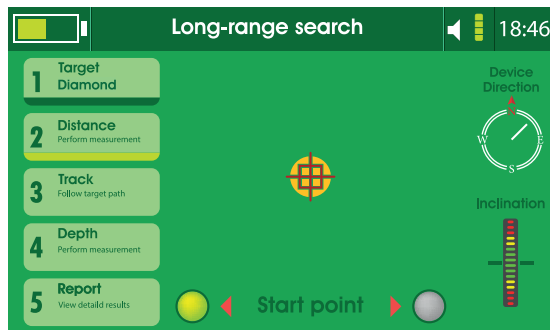 Long-range search
18:46
1
Target
Diamond
2
Distance
Perform measurement
3
Track
Follow target path
4
Depth
Perform measurement
5
Report
View detaild results
Start point
Device
Direction
N
W
E
S
Inclination